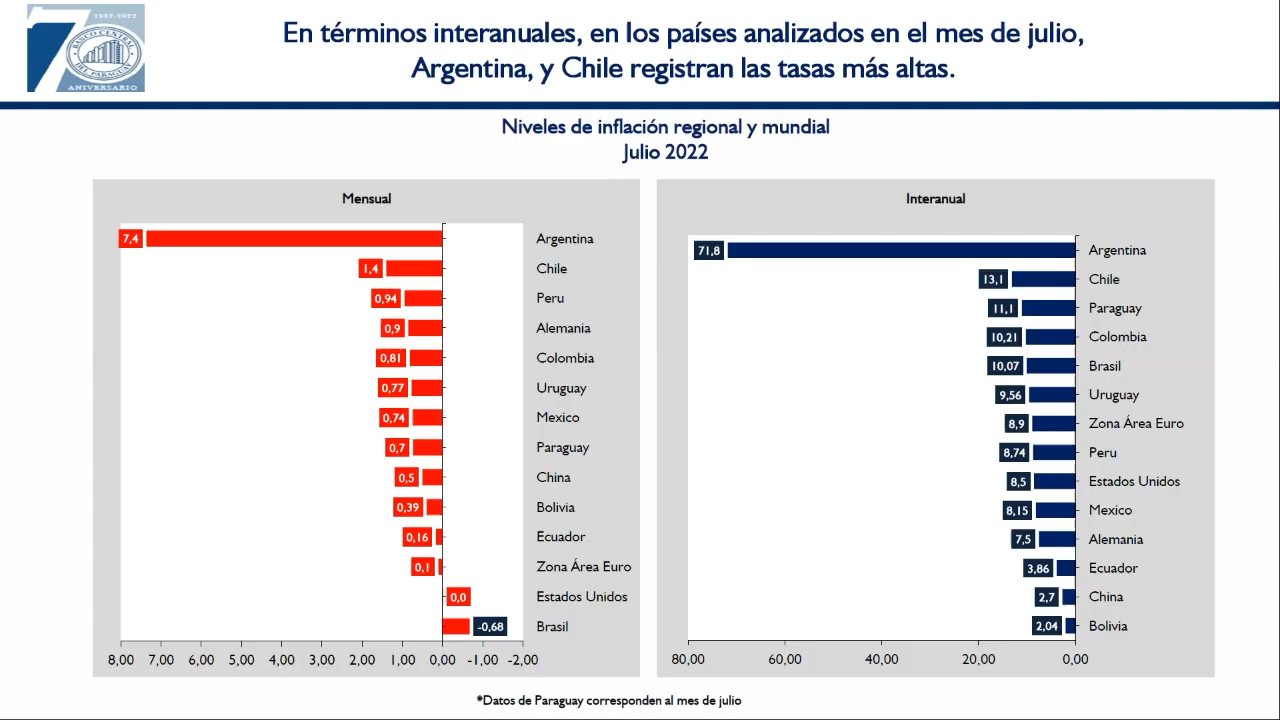 1952-2022
BANCO CENTRAL
DEL PARAGUAY
ANIVERSARIO
En términos interanuales, en los países analizados en el mes de julio,
Argentina, y Chile registran las tasas más altas.
Niveles de inflación regional y mundial
Julio 2022
Mensual
7,4 Argentina
1,4 Chile
0,94 Peru
0,9 Alemania
0,81 Colombia
0,77 Uruguay
0,74 Mexico
0,7 Paraguay
0,5 China
0,39 Bolivia
0,16 Ecuador
0,1 Zona Área Euro
0,0 Estados Unidos
-0,68 Brasil
8,00 7,00 6,00 5,00 4,00 3,00 2,00 1,00 0,00 -1,00 -2,00
Interanual
71,8 Argentina
13,1 Chile
11,1 Paraguay
10,21 Colombia
10,07 Brasil
9,56 Uruguay
8,9 Zona Área Euro
8,74 Peru
8,5 Estados Unidos
8,15 Mexico
7,5 Alemania
3,86 Ecuador
2,7 China
2,04 Bolivia
80,00 60,00 40,00 20,00 0,00
*Datos de Paraguay corresponden al mes de julio